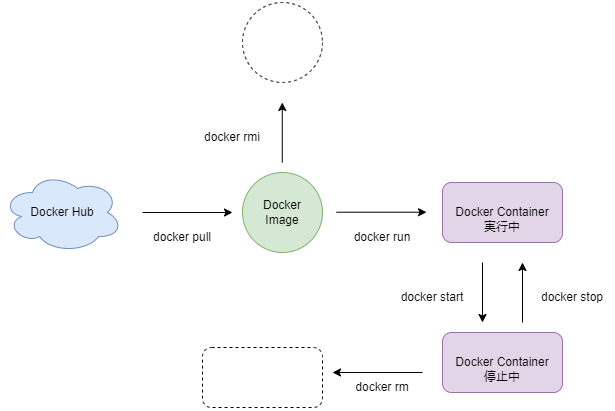 docker rmi
Docker Hub
docker pull
Docker
Image
docker run
Docker Container
実行中
docker start
docker stop
Docker Container
停止中
docker rm